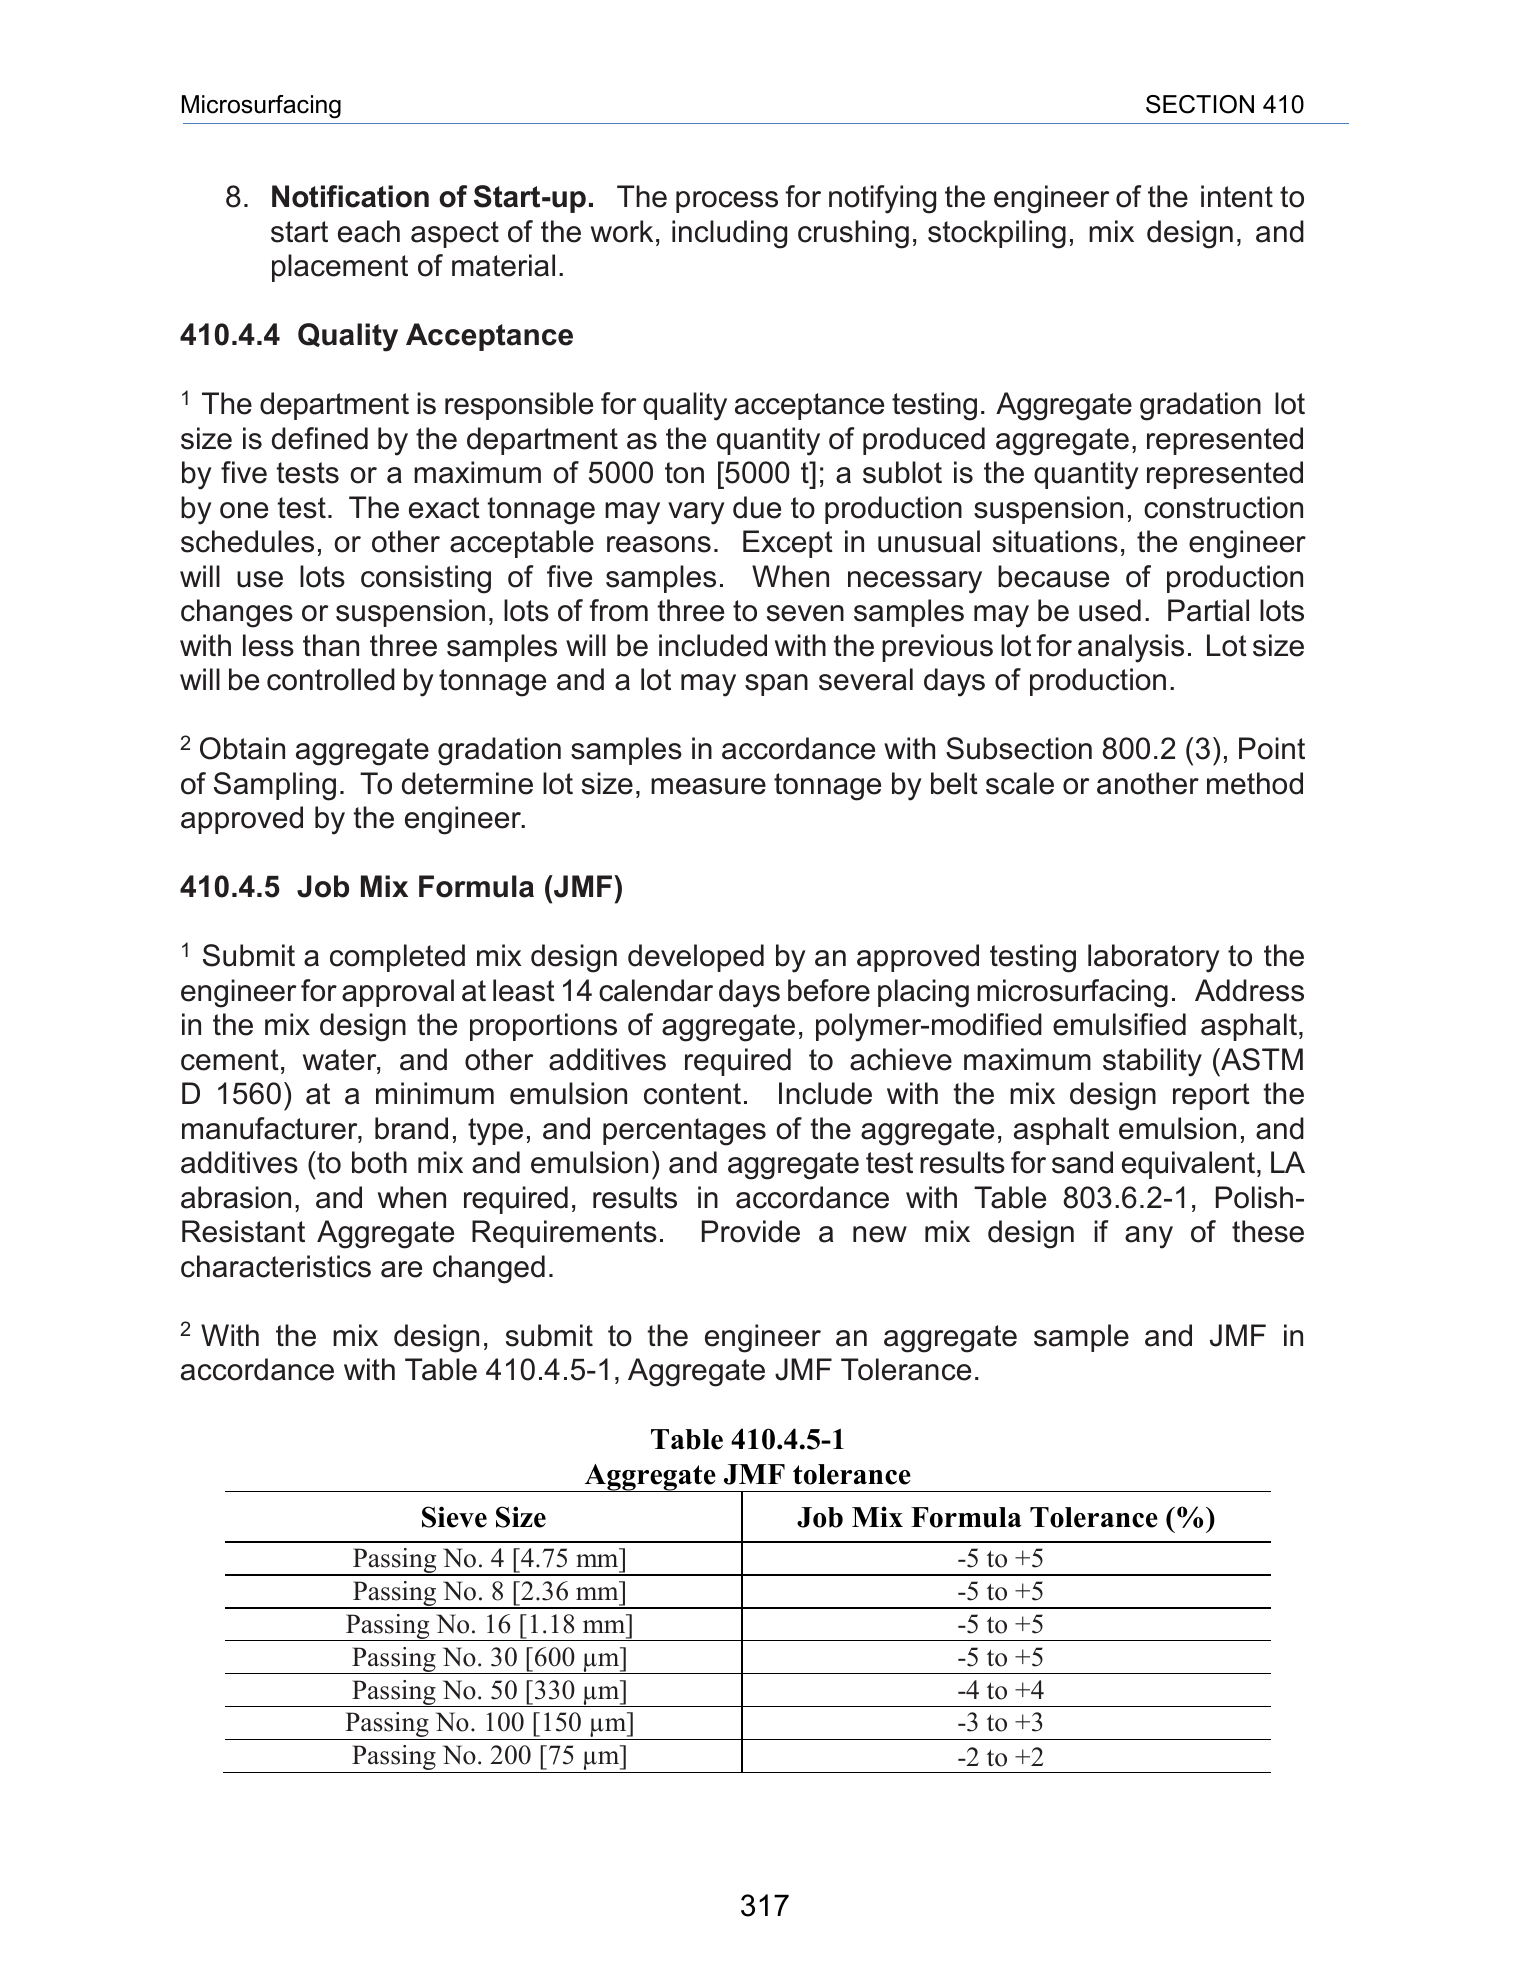 Microsurfacing SECTION 410
8. Notification of Start-up. The process for notifying the engineer of the intent to
start each aspect of the work, including crushing, stockpiling, mix design, and
placement of material.
410.4.4 Quality Acceptance
1 The department is responsible for quality acceptance testing. Aggregate gradation lot
size is defined by the department as the quantity of produced aggregate, represented
by five tests or a maximum of 5000 ton [5000 t]; a sublot is the quantity represented
by one test. The exact tonnage may vary due to production suspension, construction
schedules, or other acceptable reasons. Except in unusual situations, the engineer
will use lots consisting of five samples. When necessary because of production
changes or suspension, lots of from three to seven samples may be used. Partial lots
with less than three samples will be included with the previous lot for analysis. Lot size
will be controlled by tonnage and a lot may span several days of production.
2 Obtain aggregate gradation samples in accordance with Subsection 800.2 (3), Point
of Sampling. To determine lot size, measure tonnage by belt scale or another method
approved by the engineer.
410.4.5 Job Mix Formula (JMF)
1 Submit a completed mix design developed by an approved testing laboratory to the
engineer for approval at least 14 calendar days before placing microsurfacing. Address
in the mix design the proportions of aggregate, polymer-modified emulsified asphalt,
cement, water, and other additives required to achieve maximum stability (ASTM
D 1560) at a minimum emulsion content. Include with the mix design report the
manufacturer, brand, type, and percentages of the aggregate, asphalt emulsion, and
additives (to both mix and emulsion) and aggregate test results for sand equivalent, LA
abrasion, and when required, results in accordance with Table 803.6.2-1, Polish-
Resistant Aggregate Requirements. Provide a new mix design if any of these
characteristics are changed.
2 With the mix design, submit to the engineer an aggregate sample and JMF in
accordance with Table 410.4.5-1, Aggregate JMF Tolerance.
Table 410.4.5-1
Aggregate JMF tolerance
Sieve Size Job Mix Formula Tolerance (%)
Passing No. 4 [4.75 mm] -5 to +5
Passing No. 8 [2.36 mm] -5 to +5
Passing No. 16 [1.18 mm] -5 to +5
Passing No. 30 [600 µm] -5 to +5
Passing No. 50 [330 µm] -4 to +4
Passing No. 100 [150 µm] -3 to +3
Passing No. 200 [75 µm] -2 to +2
317